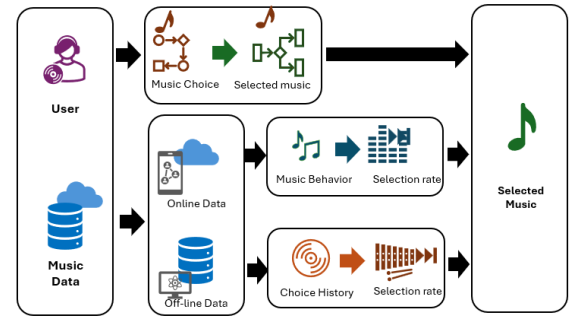 User
Music
Data
Music Choice
Selected music
Online Data
Off-line Data
Music Behavior
Selection rate
Choice History
Selection rate
Selected
Music